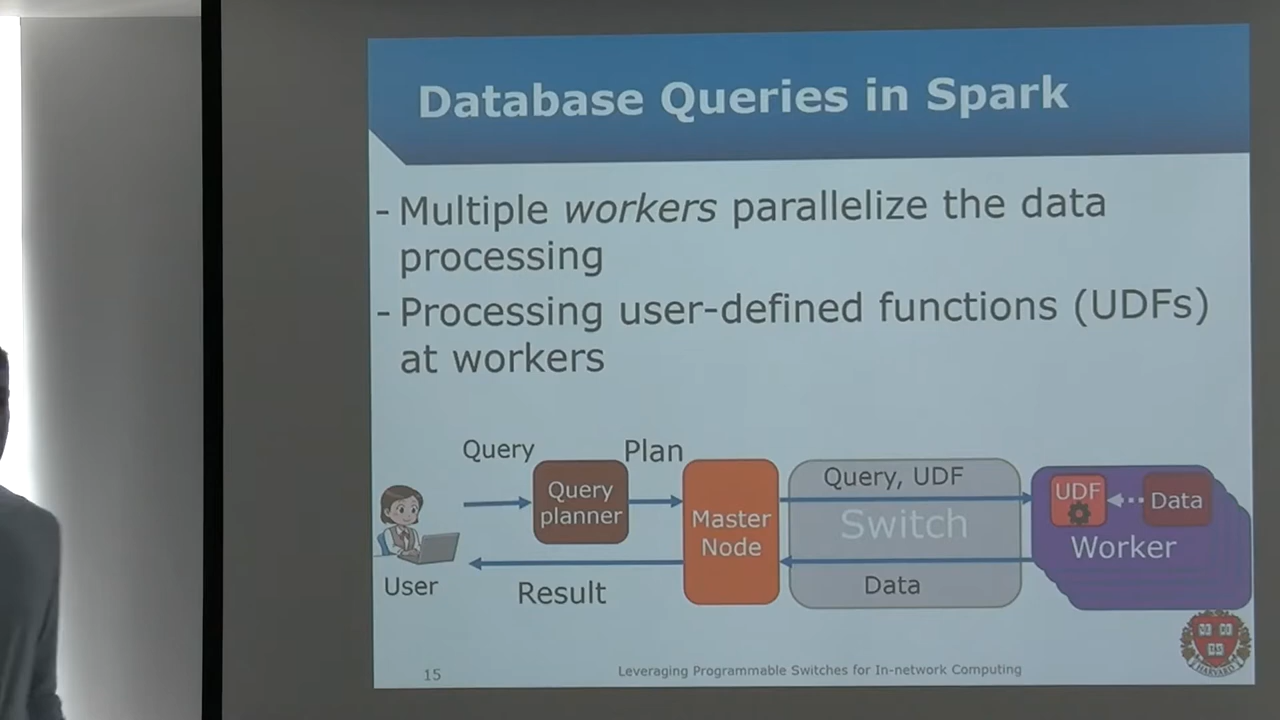 Database Queries in Spark
- Multiple workers parallelize the data
processing
- Processing user-defined functions (UDFs)
at workers
Query
Plan
Query
planner
Master
Node
Query, UDF
Switch
Data
UDF
Data
Worker
User
Result
15
Leveraging Programmable Switches for In-network Computing
HARVARD